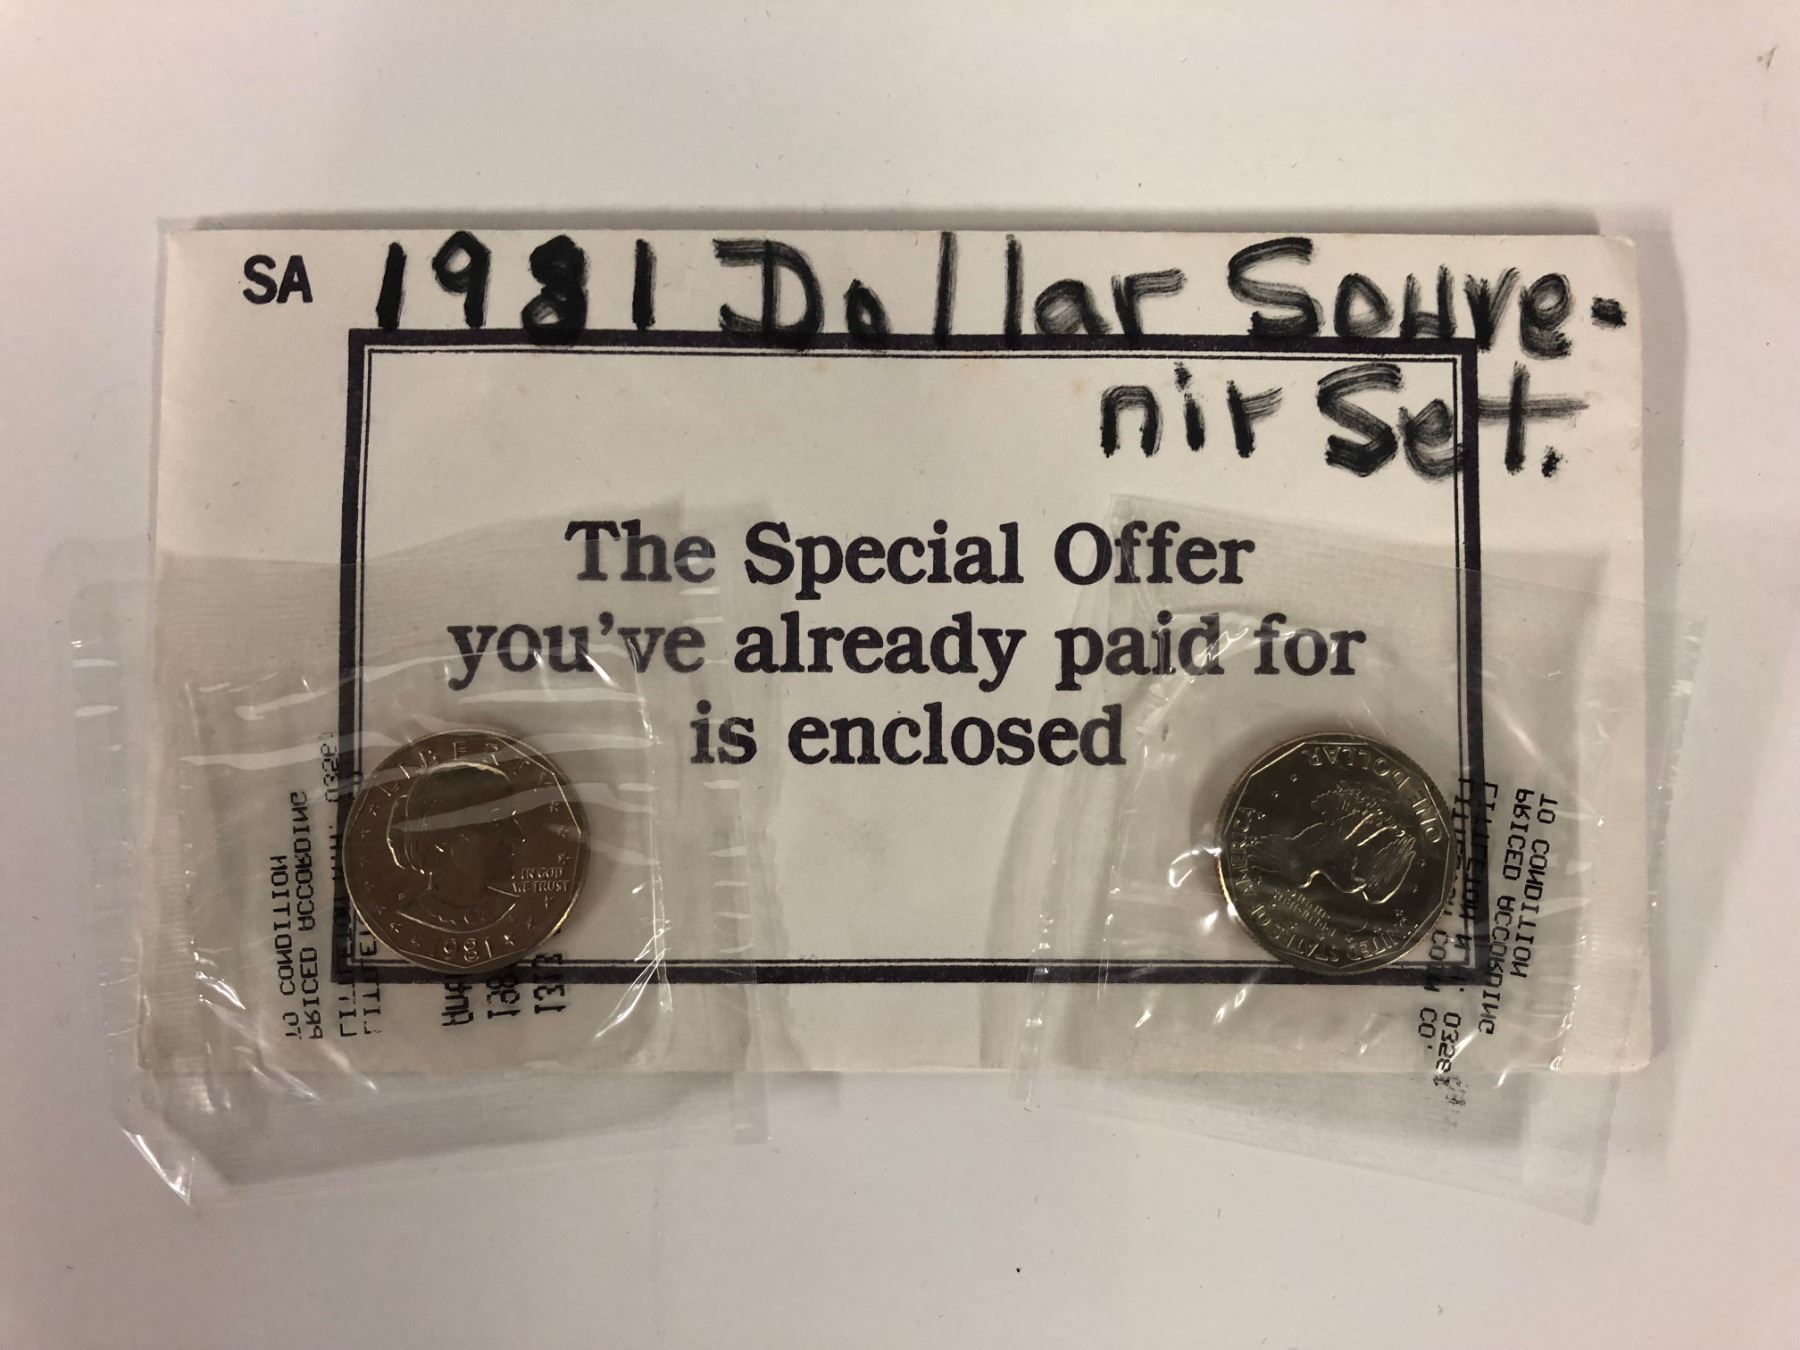 SA 1981 Dollar Souve-
nir Set.
The Special Offer
you've already paid for
is enclosed
LIBERTY
IN GOD
WE TRUST
1981
PRICED ACCORDING
TO CONDITION
UNITED STATES OF AMERICA
ONE DOLLAR
PRICED ACCORDING
TO CONDITION